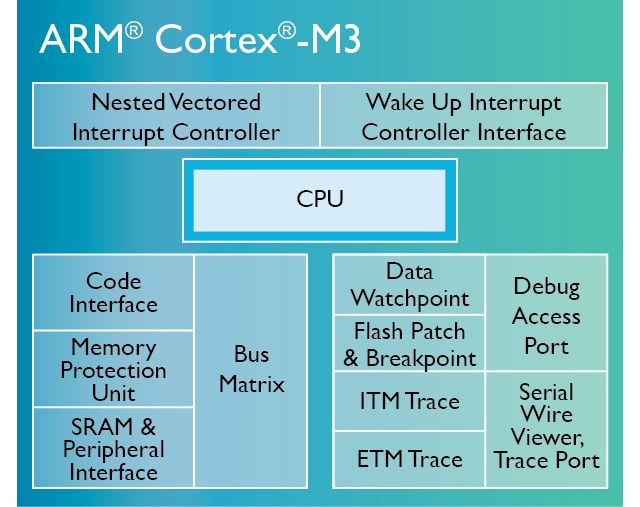 ARM® Cortex®-M3
Nested Vectored
Interrupt Controller
Wake Up Interrupt
Controller Interface
CPU
Code
Interface
Memory
Protection
Unit
SRAM &
Peripheral
Interface
Bus
Matrix
Data
Watchpoint
Flash Patch
& Breakpoint
ITM Trace
ETM Trace
Debug
Access
Port
Serial
Wire
Viewer,
Trace Port